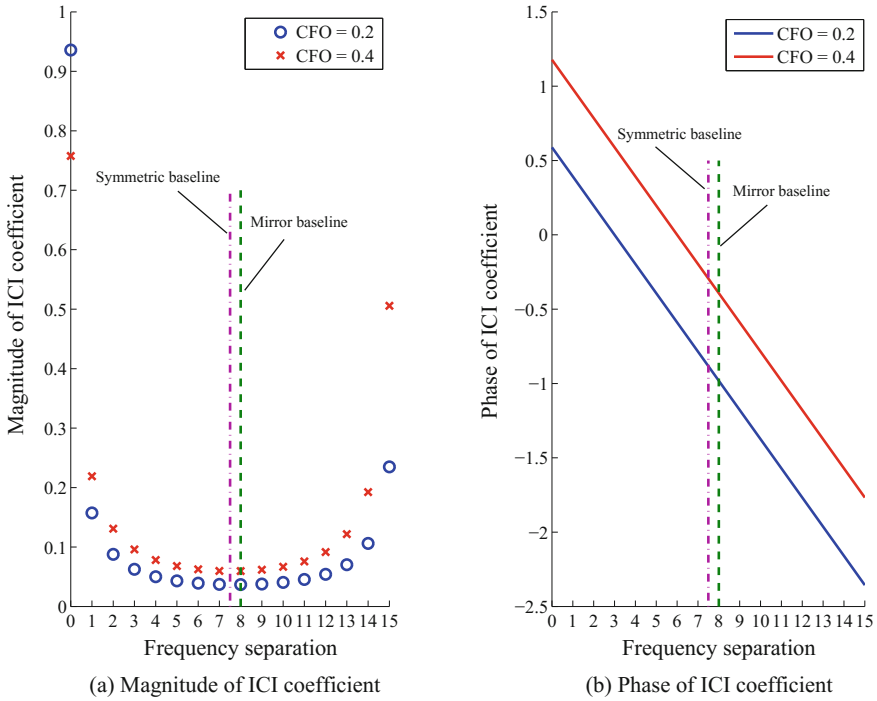 1
0.9
0.8
0.7
0.6
0.5
0.4
0.3
0.2
0.1
0
Magnitude of ICI coefficient
CFO = 0.2
CFO = 0.4
Symmetric baseline
Mirror baseline
0 1 2 3 4 5 6 7 8 9 10 11 12 13 14 15
Frequency separation
(a) Magnitude of ICI coefficient
1.5
1
0.5
0
−0.5
−1
−1.5
−2
−2.5
Phase of ICI coefficient
CFO = 0.2
CFO = 0.4
Symmetric baseline
Mirror baseline
0 1 2 3 4 5 6 7 8 9 10 11 12 13 14 15
Frequency separation
(b) Phase of ICI coefficient